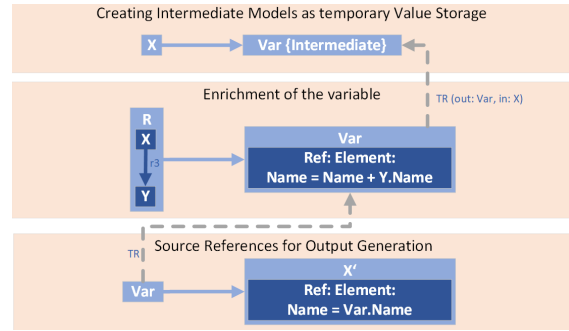 Creating Intermediate Models as temporary Value Storage
X
Var {Intermediate}
TR (out: Var, in: X)
Enrichment of the variable
R
X
r3
Y
Var
Ref: Element:
Name = Name + Y.Name
Source References for Output Generation
TR
Var
X‘
Ref: Element:
Name = Var.Name